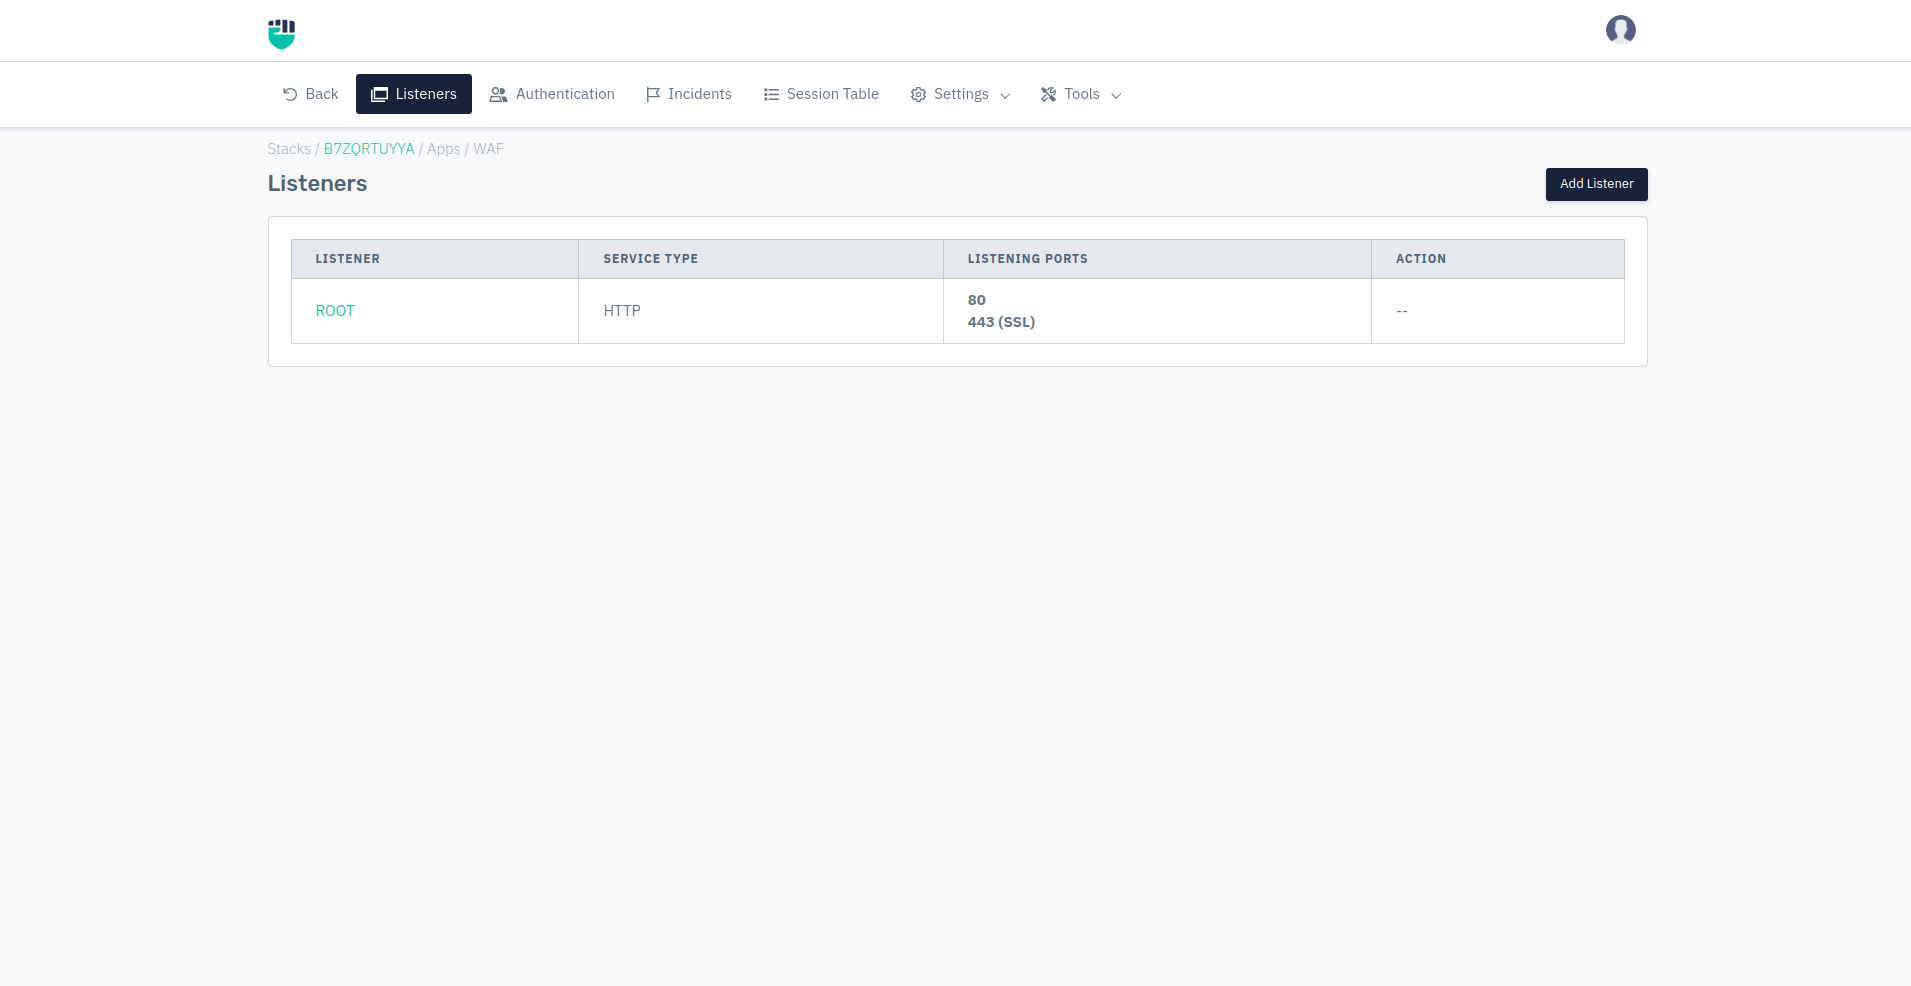 Back Listeners Authentication Incidents Session Table Settings Tools
Stacks / B7ZQRTUYYA / Apps / WAF
Listeners
Add Listener
LISTENER SERVICE TYPE LISTENING PORTS ACTION
ROOT HTTP 80 --
443 (SSL)